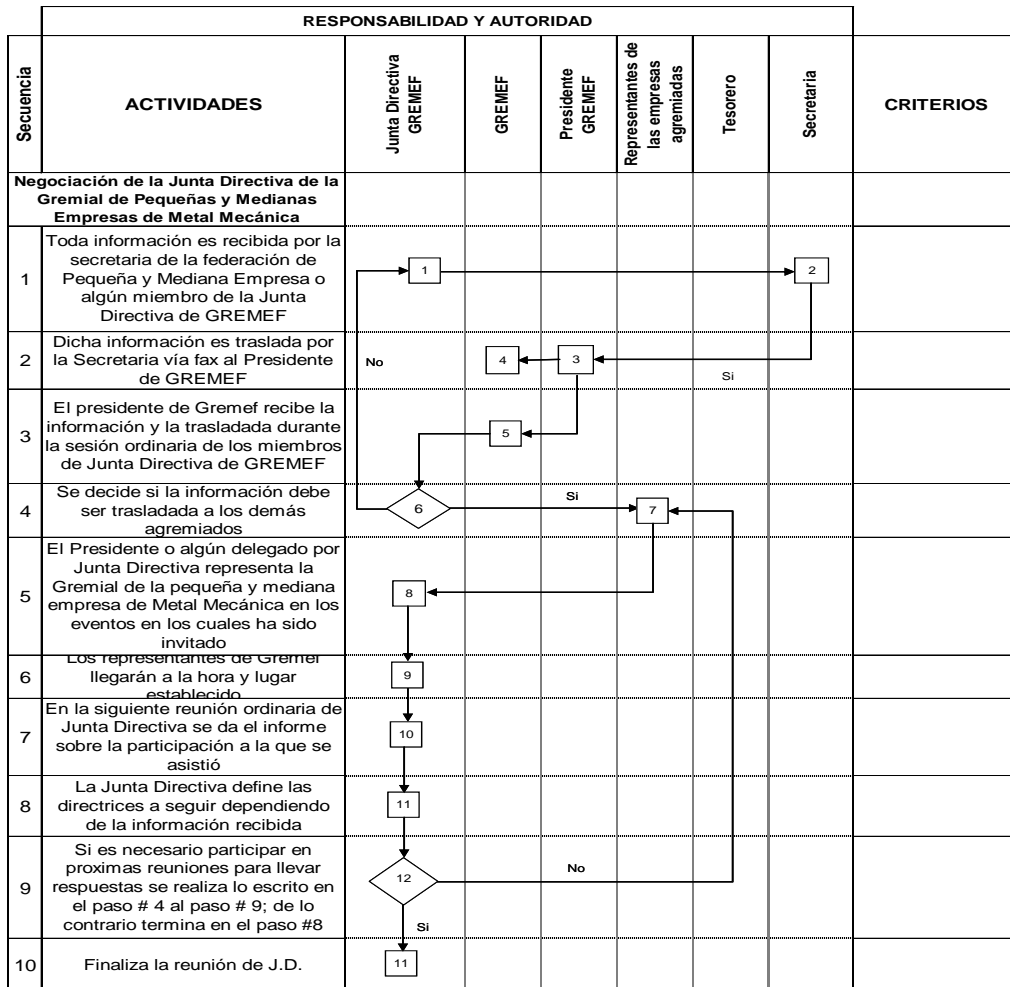 RESPONSABILIDAD Y AUTORIDAD
Secuencia
ACTIVIDADES
Junta Directiva
GREMEF
GREMEF
Presidente
GREMEF
Representantes de
las empresas
agremiadas
Tesorero
Secretaria
CRITERIOS
Negociación de la Junta Directiva de la
Gremial de Pequeñas y Medianas
Empresas de Metal Mecánica
1
Toda información es recibida por la
secretaria de la federación de
Pequeña y Mediana Empresa o
algún miembro de la Junta
Directiva de GREMEF
1
2
2
Dicha información es traslada por
la Secretaria vía fax al Presidente
de GREMEF
No
4
3
Si
3
El presidente de Gremef recibe la
información y la trasladada durante
la sesión ordinaria de los miembros
de Junta Directiva de GREMEF
5
4
Se decide si la información debe
ser trasladada a los demás
agremiados
6
Si
7
5
El Presidente o algún delegado por
Junta Directiva representa la
Gremial de la pequeña y mediana
empresa de Metal Mecánica en los
eventos en los cuales ha sido
invitado
8
6
Los representantes de Gremef
llegarán a la hora y lugar
establecido
9
7
En la siguiente reunión ordinaria de
Junta Directiva se da el informe
sobre la participación a la que se
asistió
10
8
La Junta Directiva define las
directrices a seguir dependiendo
de la información recibida
11
9
Si es necesario participar en
proximas reuniones para llevar
respuestas se realiza lo escrito en
el paso # 4 al paso # 9; de lo
contrario termina en el paso #8
12
No
Si
10
Finaliza la reunión de J.D.
11